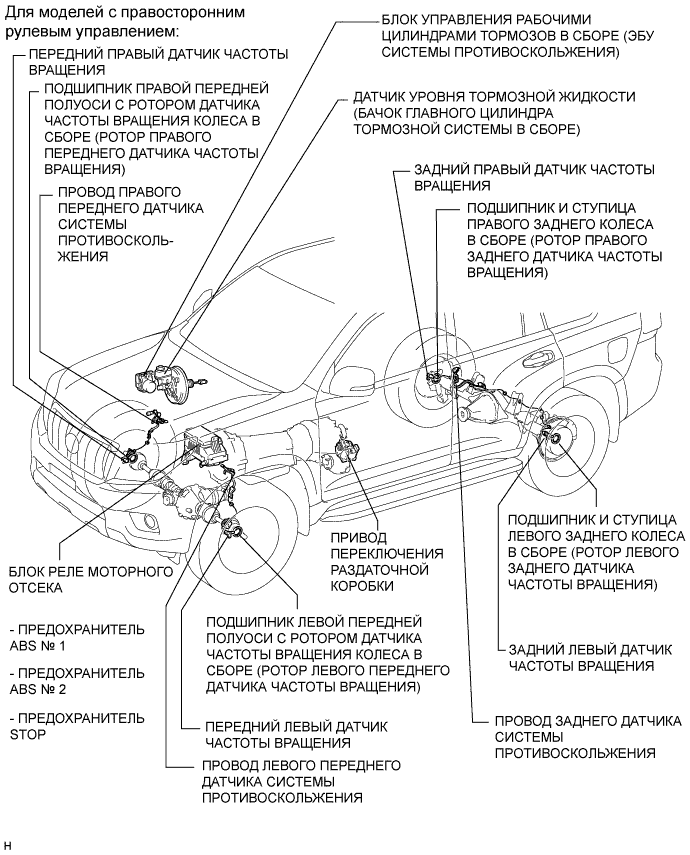 Для моделей с правосторонним
рулевым управлением:
ПЕРЕДНИЙ ПРАВЫЙ ДАТЧИК ЧАСТОТЫ
ВРАЩЕНИЯ
ПОДШИПНИК ПРАВОЙ ПЕРЕДНЕЙ
ПОЛУОСИ С РОТОРОМ ДАТЧИКА
ЧАСТОТЫ ВРАЩЕНИЯ КОЛЕСА В
СБОРЕ (РОТОР ПРАВОГО
ПЕРЕДНЕГО ДАТЧИКА ЧАСТОТЫ
ВРАЩЕНИЯ)
ПРОВОД ПРАВОГО
ПЕРЕДНЕГО ДАТЧИКА
СИСТЕМЫ
ПРОТИВОСКОЛЬ-
ЖЕНИЯ
БЛОК УПРАВЛЕНИЯ РАБОЧИМИ
ЦИЛИНДРАМИ ТОРМОЗОВ В СБОРЕ (ЭБУ
СИСТЕМЫ ПРОТИВОСКОЛЬЖЕНИЯ)
ДАТЧИК УРОВНЯ ТОРМОЗНОЙ ЖИДКОСТИ
(БАЧОК ГЛАВНОГО ЦИЛИНДРА
ТОРМОЗНОЙ СИСТЕМЫ В СБОРЕ)
ЗАДНИЙ ПРАВЫЙ ДАТЧИК ЧАСТОТЫ
ВРАЩЕНИЯ
ПОДШИПНИК И СТУПИЦА
ПРАВОГО ЗАДНЕГО КОЛЕСА
В СБОРЕ (РОТОР ПРАВОГО
ЗАДНЕГО ДАТЧИКА ЧАСТОТЫ
ВРАЩЕНИЯ)
БЛОК РЕЛЕ МОТОРНОГО
ОТСЕКА
- ПРЕДОХРАНИТЕЛЬ
ABS № 1
- ПРЕДОХРАНИТЕЛЬ
ABS № 2
- ПРЕДОХРАНИТЕЛЬ
STOP
ПРИВОД
ПЕРЕКЛЮЧЕНИЯ
РАЗДАТОЧНОЙ
КОРОБКИ
ПОДШИПНИК ЛЕВОЙ ПЕРЕДНЕЙ
ПОЛУОСИ С РОТОРОМ ДАТЧИКА
ЧАСТОТЫ ВРАЩЕНИЯ КОЛЕСА В
СБОРЕ (РОТОР ЛЕВОГО ПЕРЕДНЕГО
ДАТЧИКА ЧАСТОТЫ ВРАЩЕНИЯ)
ПЕРЕДНИЙ ЛЕВЫЙ ДАТЧИК
ЧАСТОТЫ ВРАЩЕНИЯ
ПРОВОД ЛЕВОГО ПЕРЕДНЕГО
ДАТЧИКА СИСТЕМЫ
ПРОТИВОСКОЛЬЖЕНИЯ
ПОДШИПНИК И СТУПИЦА
ЛЕВОГО ЗАДНЕГО КОЛЕСА
В СБОРЕ (РОТОР ЛЕВОГО
ЗАДНЕГО ДАТЧИКА
ЧАСТОТЫ ВРАЩЕНИЯ)
ЗАДНИЙ ЛЕВЫЙ ДАТЧИК
ЧАСТОТЫ ВРАЩЕНИЯ
ПРОВОД ЗАДНЕГО ДАТЧИКА
СИСТЕМЫ
ПРОТИВОСКОЛЬЖЕНИЯ
H